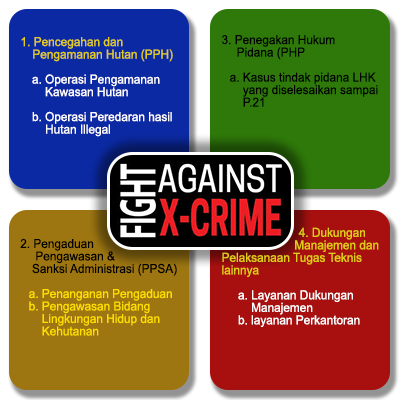 1. Pencegahan dan
Pengamanan Hutan (PPH)
a. Operasi Pengamanan
Kawasan Hutan
b. Operasi Peredaran hasil
Hutan Illegal
3. Penegakan Hukum
Pidana (PHP
a. Kasus tindak pidana LHK
yang diselesaikan sampai
P.21
FIGHT
AGAINST
X-CRIME
2. Pengaduan
Pengawasan &
Sanksi Administrasi (PPSA)
a. Penanganan Pengaduan
b. Pengawasan Bidang
Lingkungan Hidup dan
Kehutanan
4. Dukungan
Manajemen dan
Pelaksanaan Tugas Teknis
lainnya
a. Layanan Dukungan
Manajemen
b. layanan Perkantoran